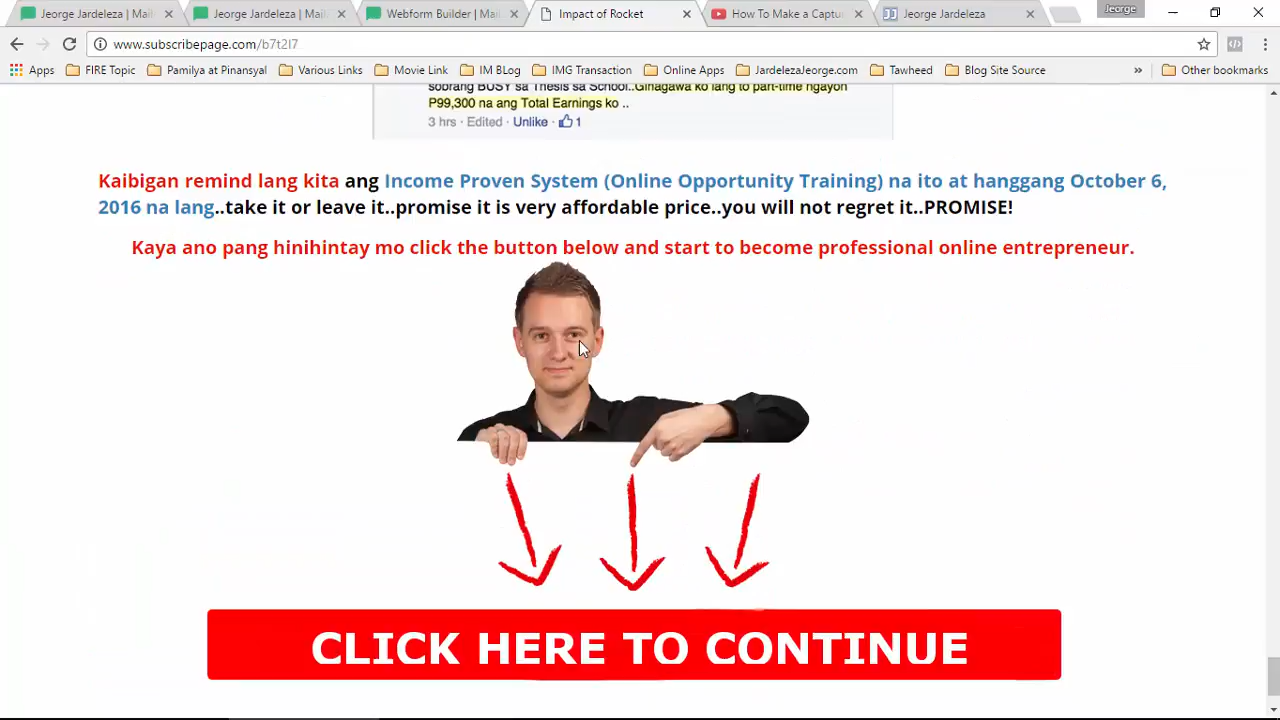 Jeorge Jardeleza | Mail
Jeorge Jardeleza | Mail
Webform Builder | Mail
Impact of Rocket
How To Make a Captu
Jeorge Jardeleza
Jeorge
www.subscribepage.com/b7t2l7
Apps
FIRE Topic
Pamilya at Pinansyal
Various Links
Movie Link
IM BLog
IMG Transaction
Online Apps
JardelezaJeorge.com
Tawheed
Blog Site Source
»
Other bookmarks
sobrang BUSY sa Thesis sa School..Ginagawa ko lang to part-time ngayon
P99,300 na ang Total Earnings ko ..
3 hrs · Edited · Unlike · 1
Kaibigan remind lang kita ang Income Proven System (Online Opportunity Training) na ito at hanggang October 6,
2016 na lang..take it or leave it..promise it is very affordable price..you will not regret it..PROMISE!
Kaya ano pang hinihintay mo click the button below and start to become professional online entrepreneur.
CLICK HERE TO CONTINUE